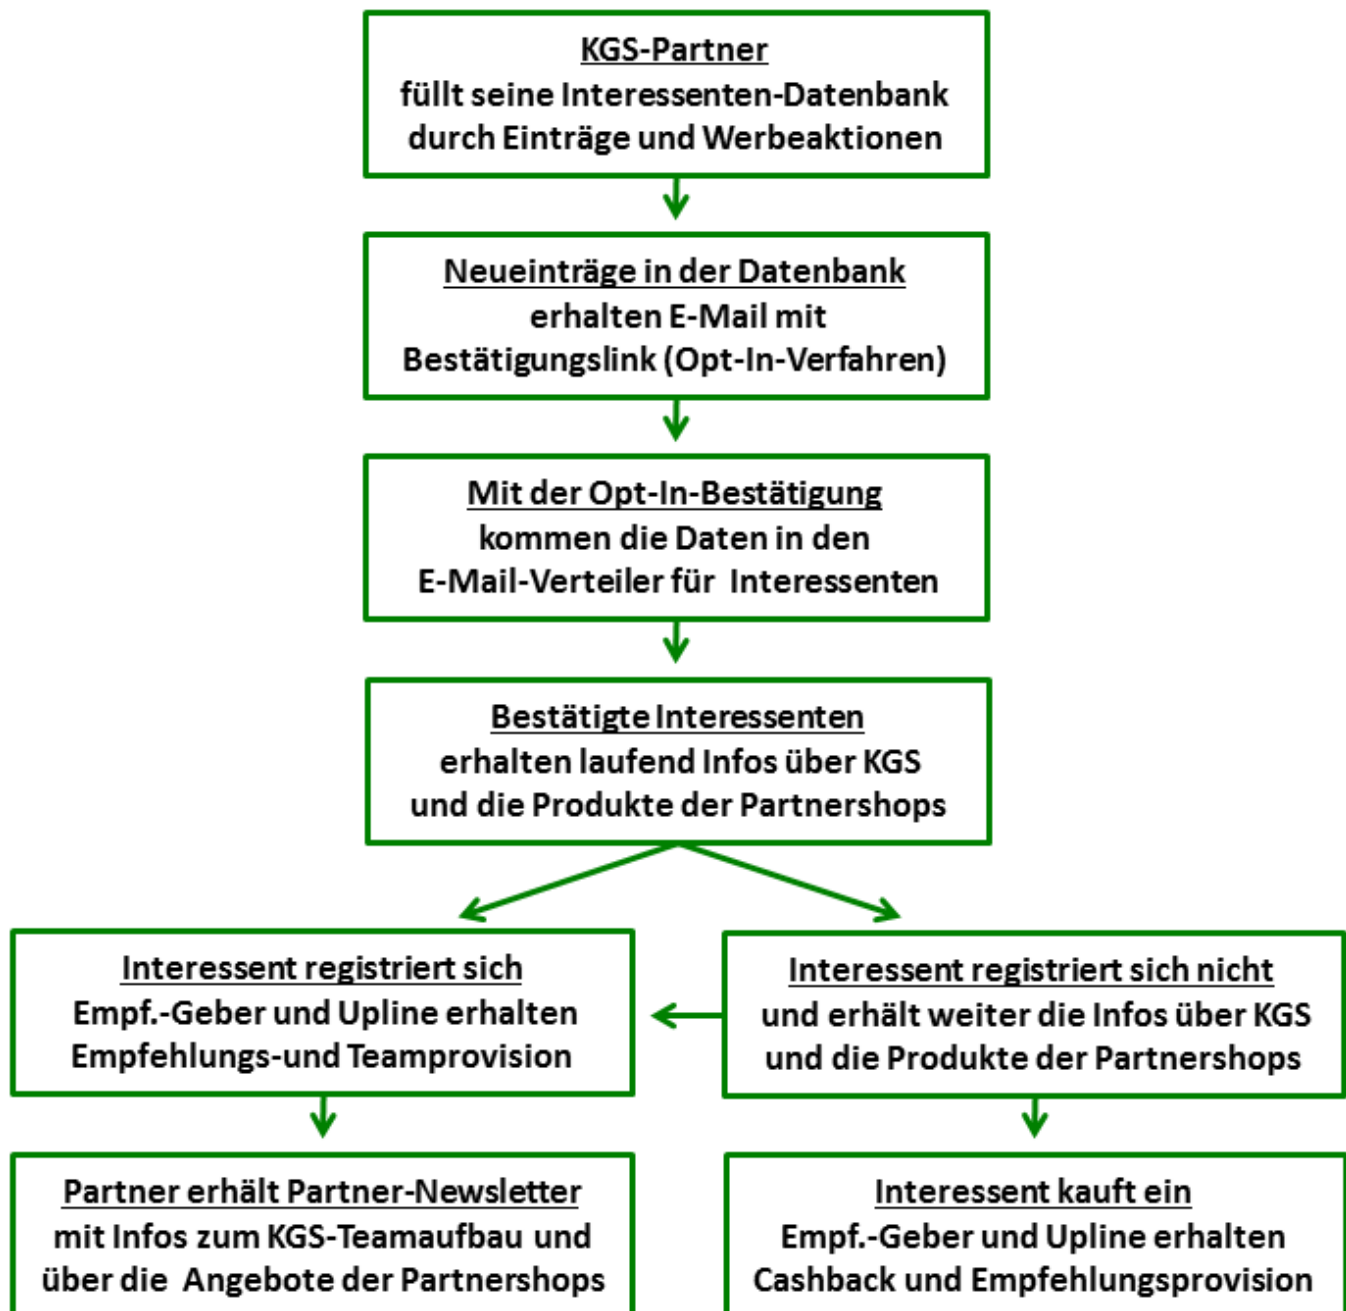 KGS-Partner
füllt seine Interessenten-Datenbank
durch Einträge und Werbeaktionen
Neueinträge in der Datenbank
erhalten E-Mail mit
Bestätigungslink (Opt-In-Verfahren)
Mit der Opt-In-Bestätigung
kommen die Daten in den
E-Mail-Verteiler für Interessenten
Bestätigte Interessenten
erhalten laufend Infos über KGS
und die Produkte der Partnershops
Interessent registriert sich
Empf.-Geber und Upline erhalten
Empfehlungs-und Teamprovision
Interessent registriert sich nicht
und erhält weiter die Infos über KGS
und die Produkte der Partnershops
Partner erhält Partner-Newsletter
mit Infos zum KGS-Teamaufbau und
über die Angebote der Partnershops
Interessent kauft ein
Empf.-Geber und Upline erhalten
Cashback und Empfehlungsprovision